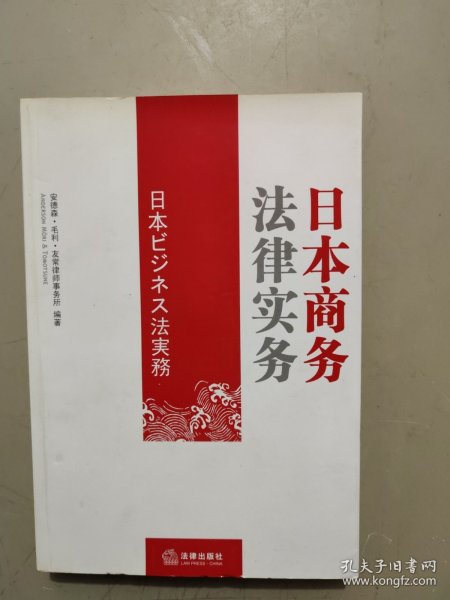 日本商务
法律实务
日本ビジネス法実務
安德森·毛利·友常律师事务所 编著
ANDERSON MORI & TOMOTSUNE
法律出版社
LAW PRESS·CHINA
孔夫子旧书网
www.kongfz.com